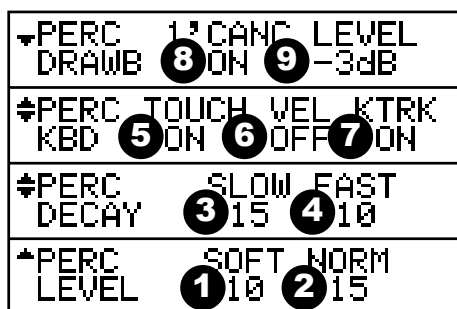 PERC 1' CANC LEVEL
DRAWB 8 ON 9 -3dB
PERC TOUCH VEL KTRK
KBD 5 ON 6 OFF 7 ON
PERC SLOW FAST
DECAY 3 15 4 10
PERC SOFT NORM
LEVEL 1 10 2 15